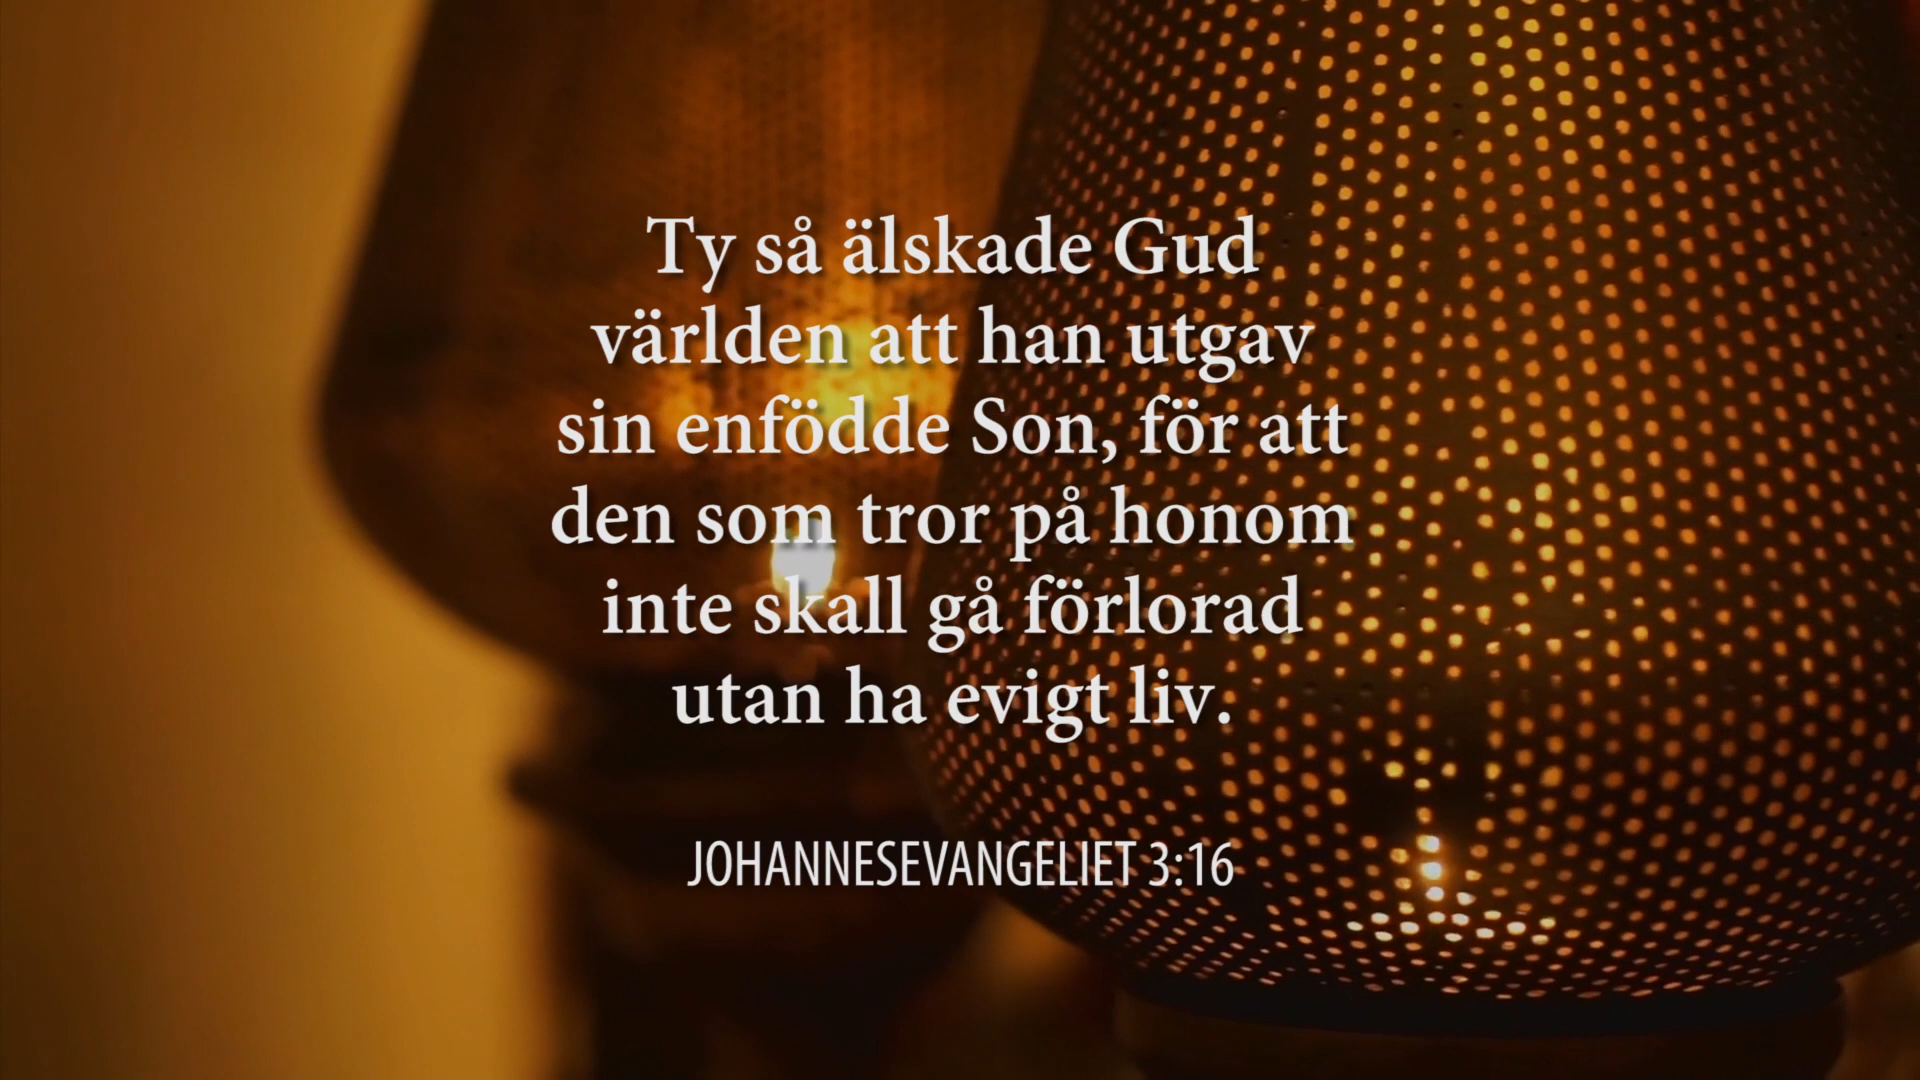 Ty så älskade Gud
världen att han utgav
sin enfödde Son, för att
den som tror på honom
inte skall gå förlorad
utan ha evigt liv.
JOHANNESEVANGELIET 3:16